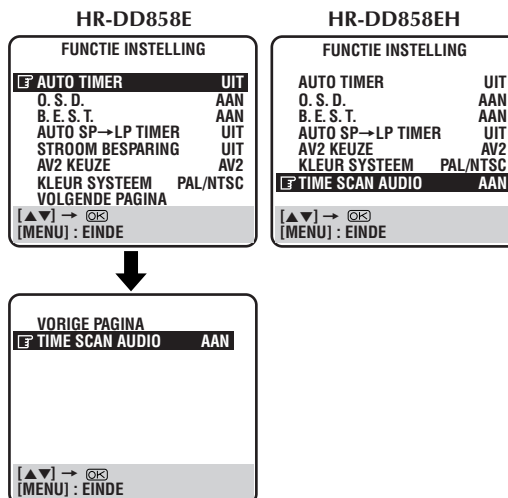 HR-DD858E
FUNCTIE INSTELLING
☞ AUTO TIMER UIT
O. S. D. AAN
B. E. S. T. AAN
AUTO SP→LP TIMER UIT
STROOM BESPARING UIT
AV2 KEUZE AV2
KLEUR SYSTEEM PAL/NTSC
VOLGENDE PAGINA
[▲▼] → OK
[MENU] : EINDE
VORIGE PAGINA
☞ TIME SCAN AUDIO AAN
[▲▼] → OK
[MENU] : EINDE
HR-DD858EH
FUNCTIE INSTELLING
AUTO TIMER UIT
O. S. D. AAN
B. E. S. T. AAN
AUTO SP→LP TIMER UIT
AV2 KEUZE AV2
KLEUR SYSTEEM PAL/NTSC
☞ TIME SCAN AUDIO AAN
[▲▼] → OK
[MENU] : EINDE